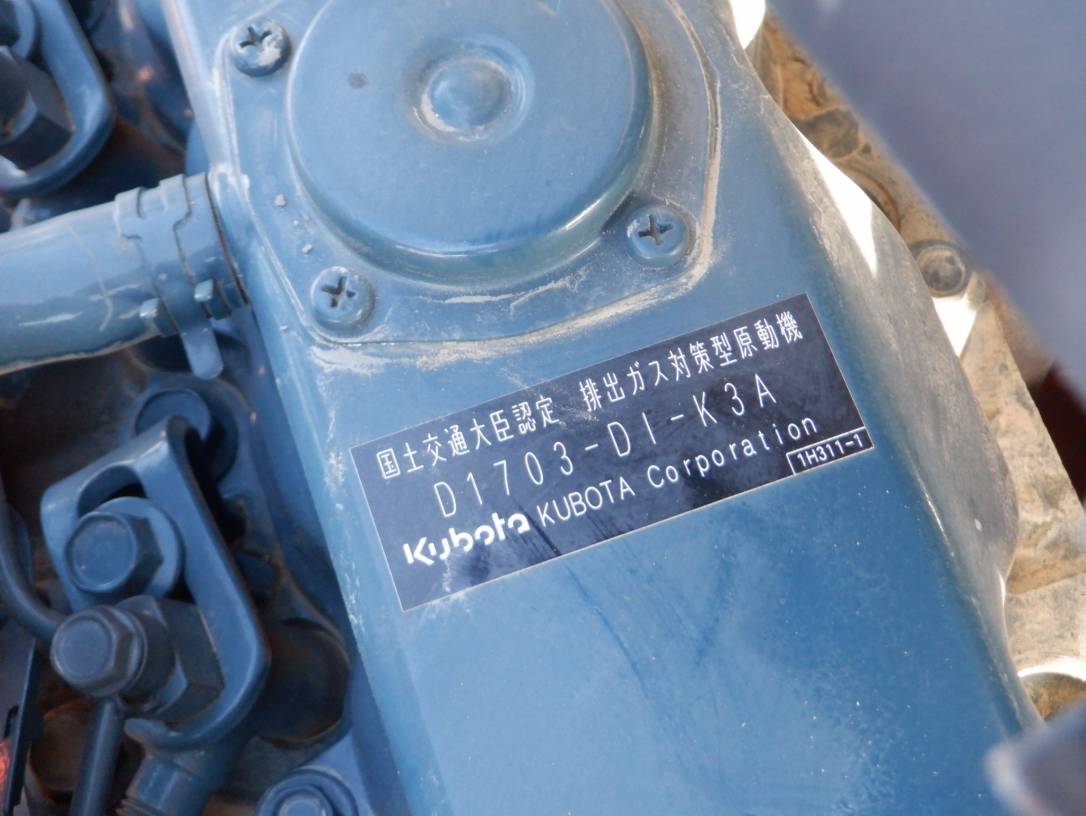 国土交通大臣認定 排出ガス対策型原動機
D1703-DI-K3A
Kubota KUBOTA Corporation
1H311-1